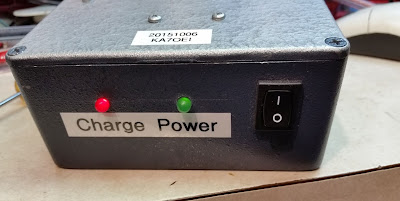 20151006
KA7OEI
Charge Power
I
O